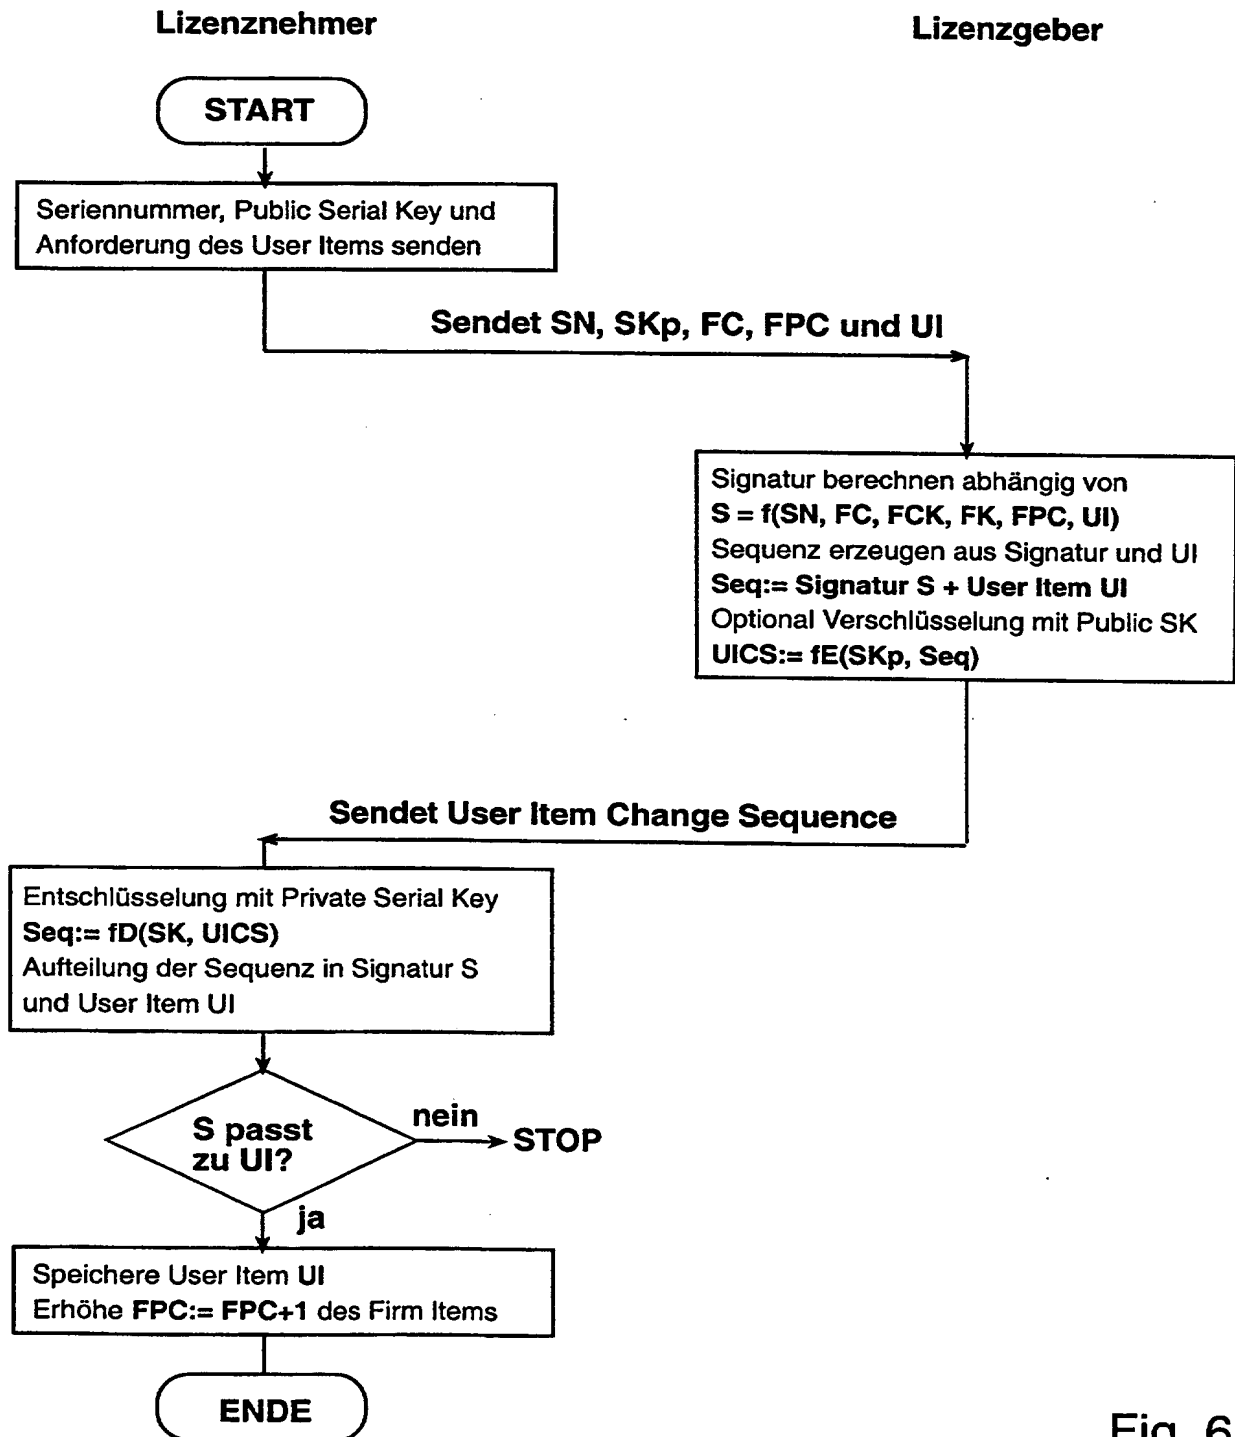 Lizenznehmer
Lizenzgeber
START
Seriennummer, Public Serial Key und
Anforderung des User Items senden
Sendet SN, SKp, FC, FPC und UI
Signatur berechnen abhängig von
S = f(SN, FC, FCK, FK, FPC, UI)
Sequenz erzeugen aus Signatur und UI
Seq:= Signatur S + User Item UI
Optional Verschlüsselung mit Public SK
UICS:= fE(SKp, Seq)
Sendet User Item Change Sequence
Entschlüsselung mit Private Serial Key
Seq:= fD(SK, UICS)
Aufteilung der Sequenz in Signatur S
und User Item UI
S passt
zu UI?
nein
STOP
ja
Speichere User Item UI
Erhöhe FPC:= FPC+1 des Firm Items
ENDE
Fig. 6